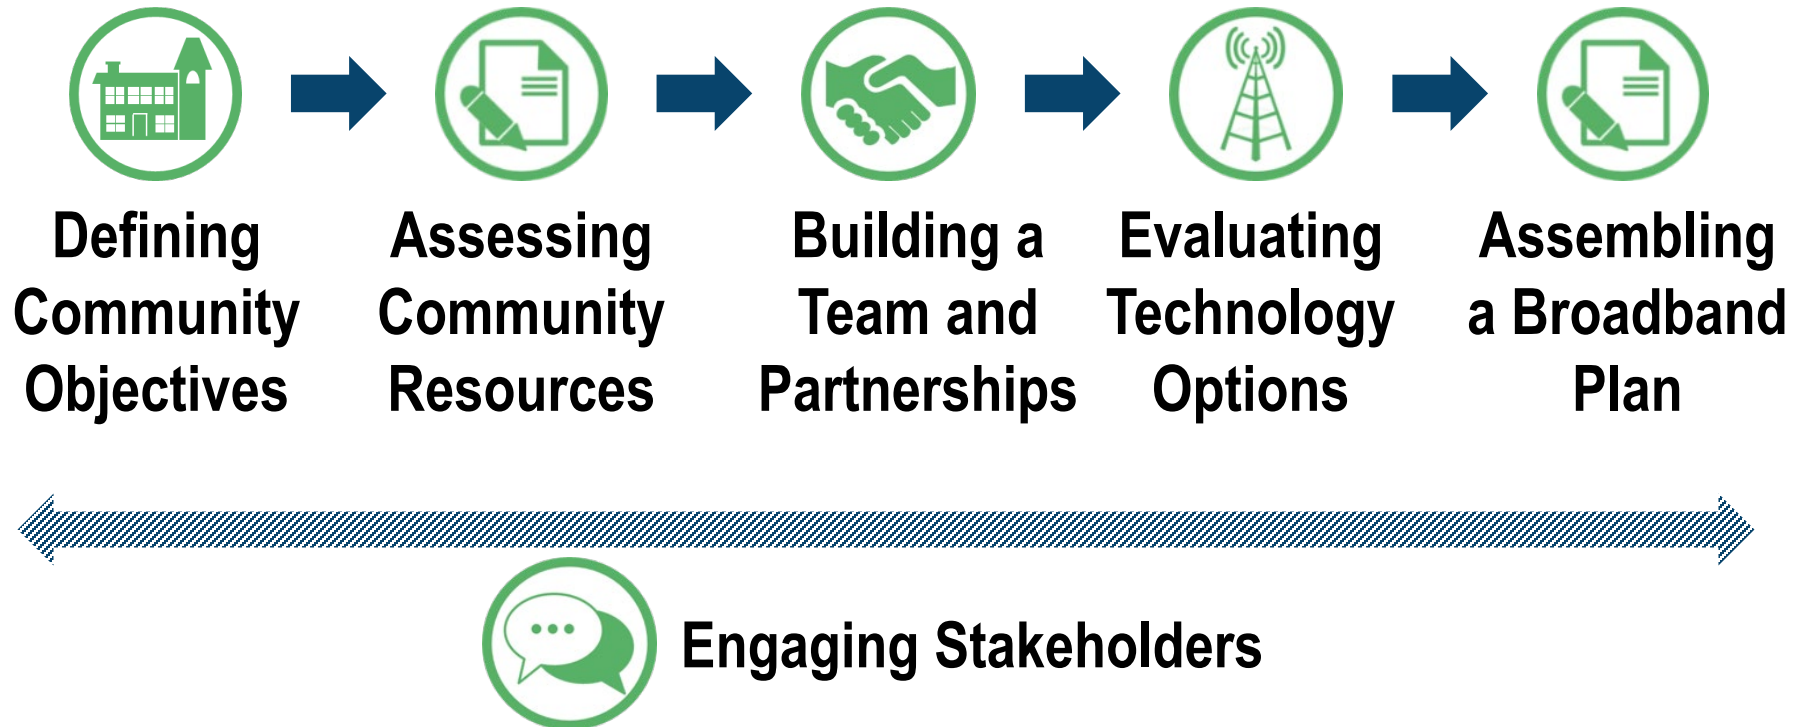 Defining
Community
Objectives
Assessing
Community
Resources
Building a
Team and
Partnerships
Evaluating
Technology
Options
Assembling
a Broadband
Plan
Engaging Stakeholders